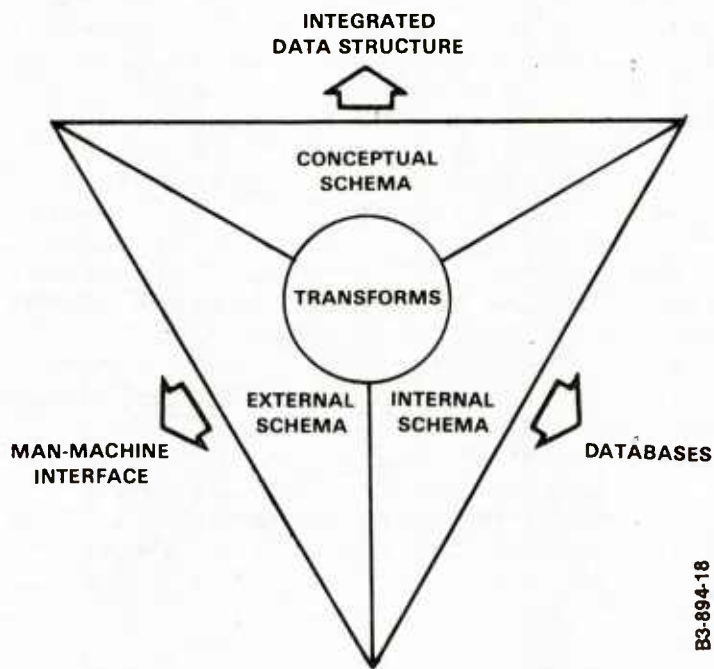 INTEGRATED
DATA STRUCTURE
CONCEPTUAL
SCHEMA
TRANSFORMS
EXTERNAL
SCHEMA
INTERNAL
SCHEMA
MAN-MACHINE
INTERFACE
DATABASES
B3-894-18